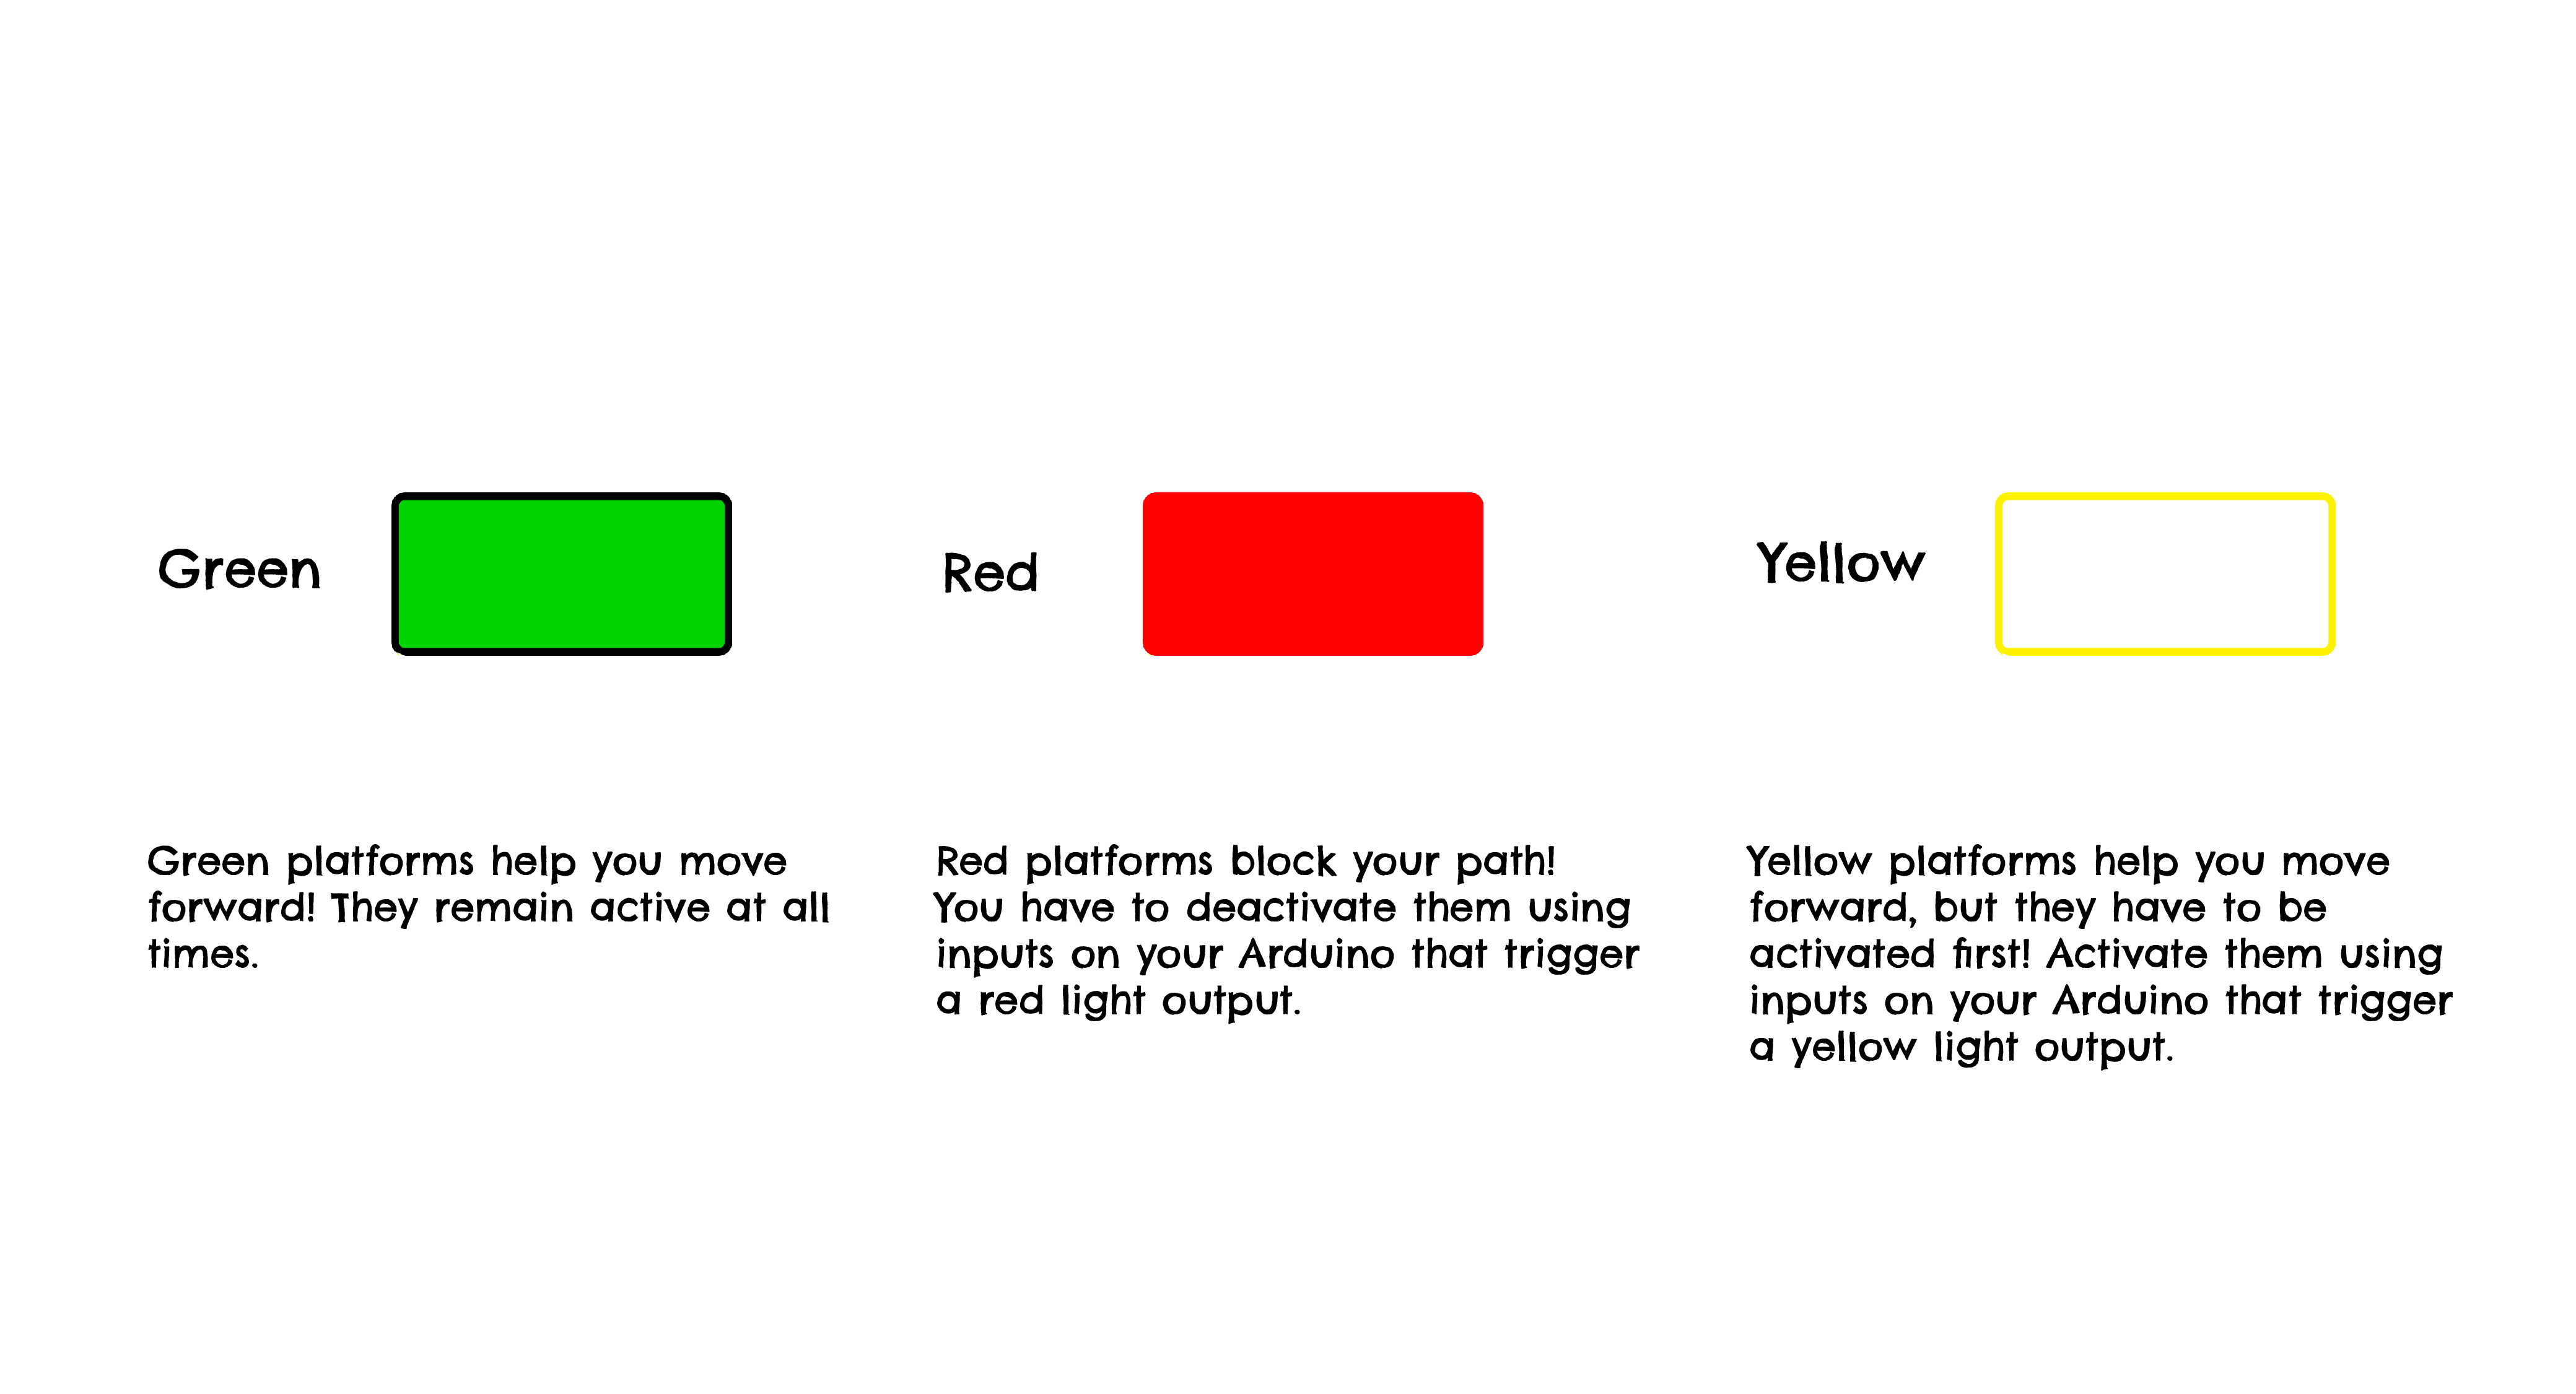 Green
Red
Yellow
Green platforms help you move
forward! They remain active at all
times.
Red platforms block your path!
You have to deactivate them using
inputs on your Arduino that trigger
a red light output.
Yellow platforms help you move
forward, but they have to be
activated first! Activate them using
inputs on your Arduino that trigger
a yellow light output.